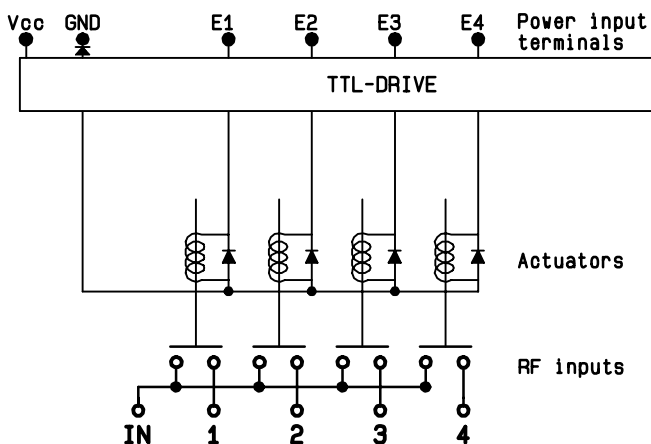 Vcc GND E1 E2 E3 E4 Power input
terminals
TTL-DRIVE
Actuators
RF inputs
IN 1 2 3 4